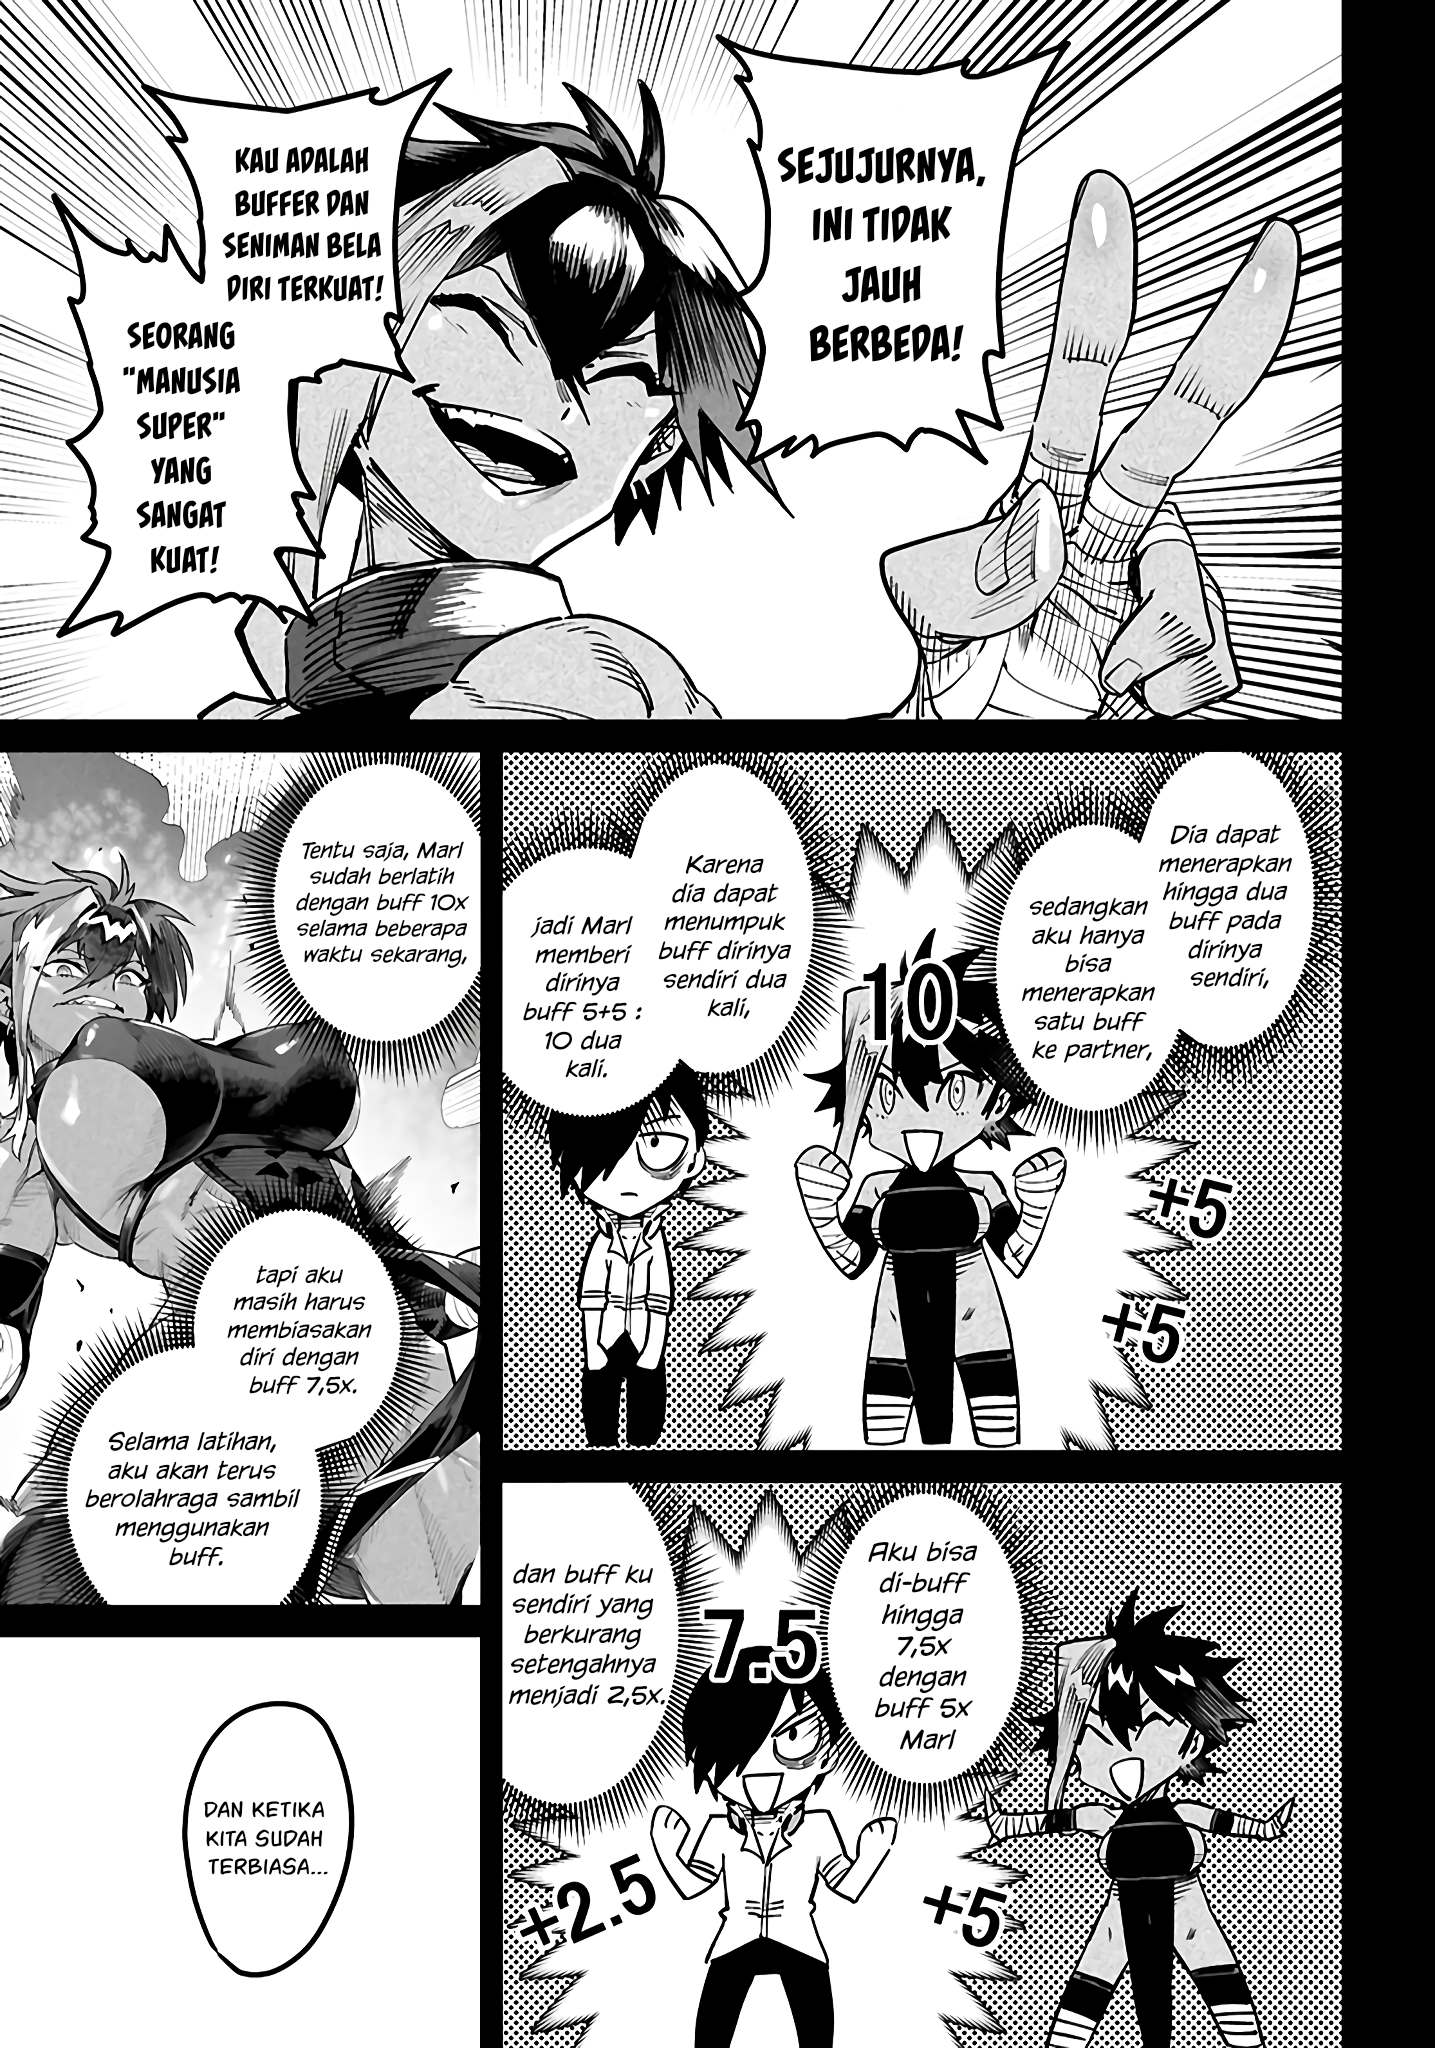 SEJUJURNYA,
INI TIDAK
JAUH
BERBEDA!
KAU ADALAH
BUFFER DAN
SENIMAN BELA
DIRI TERKUAT!
SEORANG
"MANUSIA
SUPER"
YANG
SANGAT
KUAT!
Dia dapat
menerapkan
hingga dua
buff pada
dirinya
sendiri,
sedangkan
aku hanya
bisa
menerapkan
satu buff
ke partner,
Karena
dia dapat
menumpuk
buff dirinya
sendiri dua
kali,
jadi Marl
memberi
dirinya
buff 5+5 :
10 dua
kali.
10
+5
+5
Aku bisa
di-buff
hingga
7,5x
dengan
buff 5x
Marl
dan buff ku
sendiri yang
berkurang
setengahnya
menjadi 2,5x.
7.5
+2.5
+5
Tentu saja, Marl
sudah berlatih
dengan buff 10x
selama beberapa
waktu sekarang,
tapi aku
masih harus
membiasakan
diri dengan
buff 7,5x.
Selama latihan,
aku akan terus
berolahraga sambil
menggunakan
buff.
DAN KETIKA
KITA SUDAH
TERBIASA...